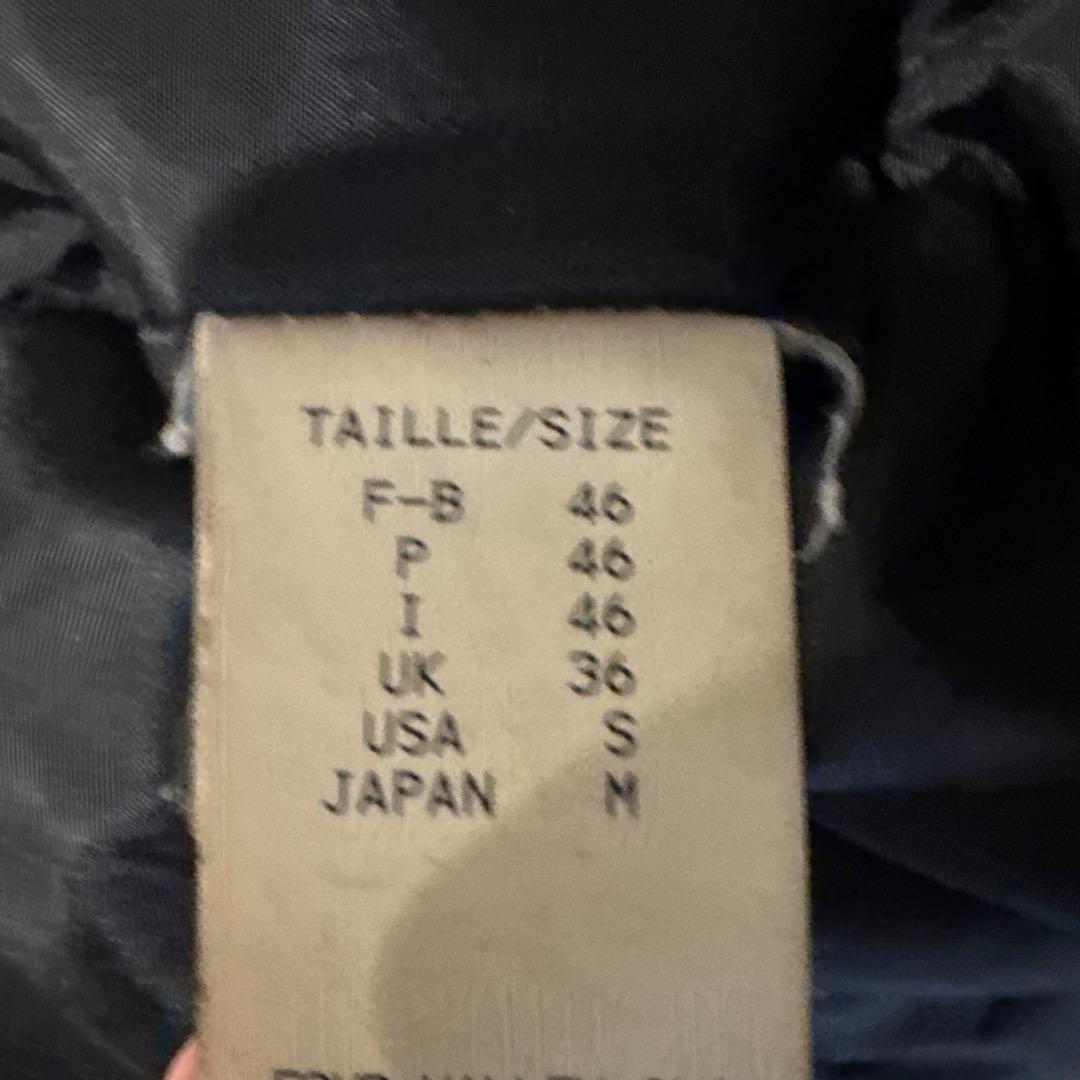 TAILLE/SIZE
F-B 46
P 46
I 46
UK 36
USA S
JAPAN M